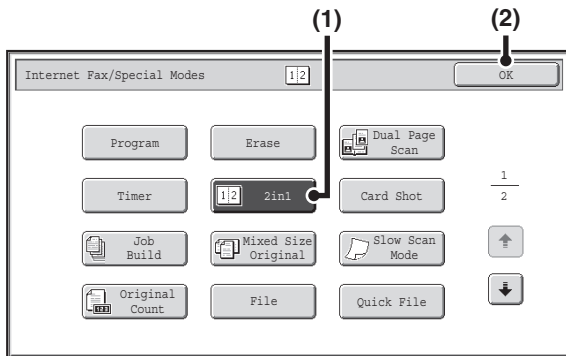 (1) (2)
Internet Fax/Special Modes 1 2 OK
Program Erase Dual Page
Scan
Timer 1 2 2in1 Card Shot 1
2
Job
Build Mixed Size
Original Slow Scan
Mode
Original
Count 123 File Quick File